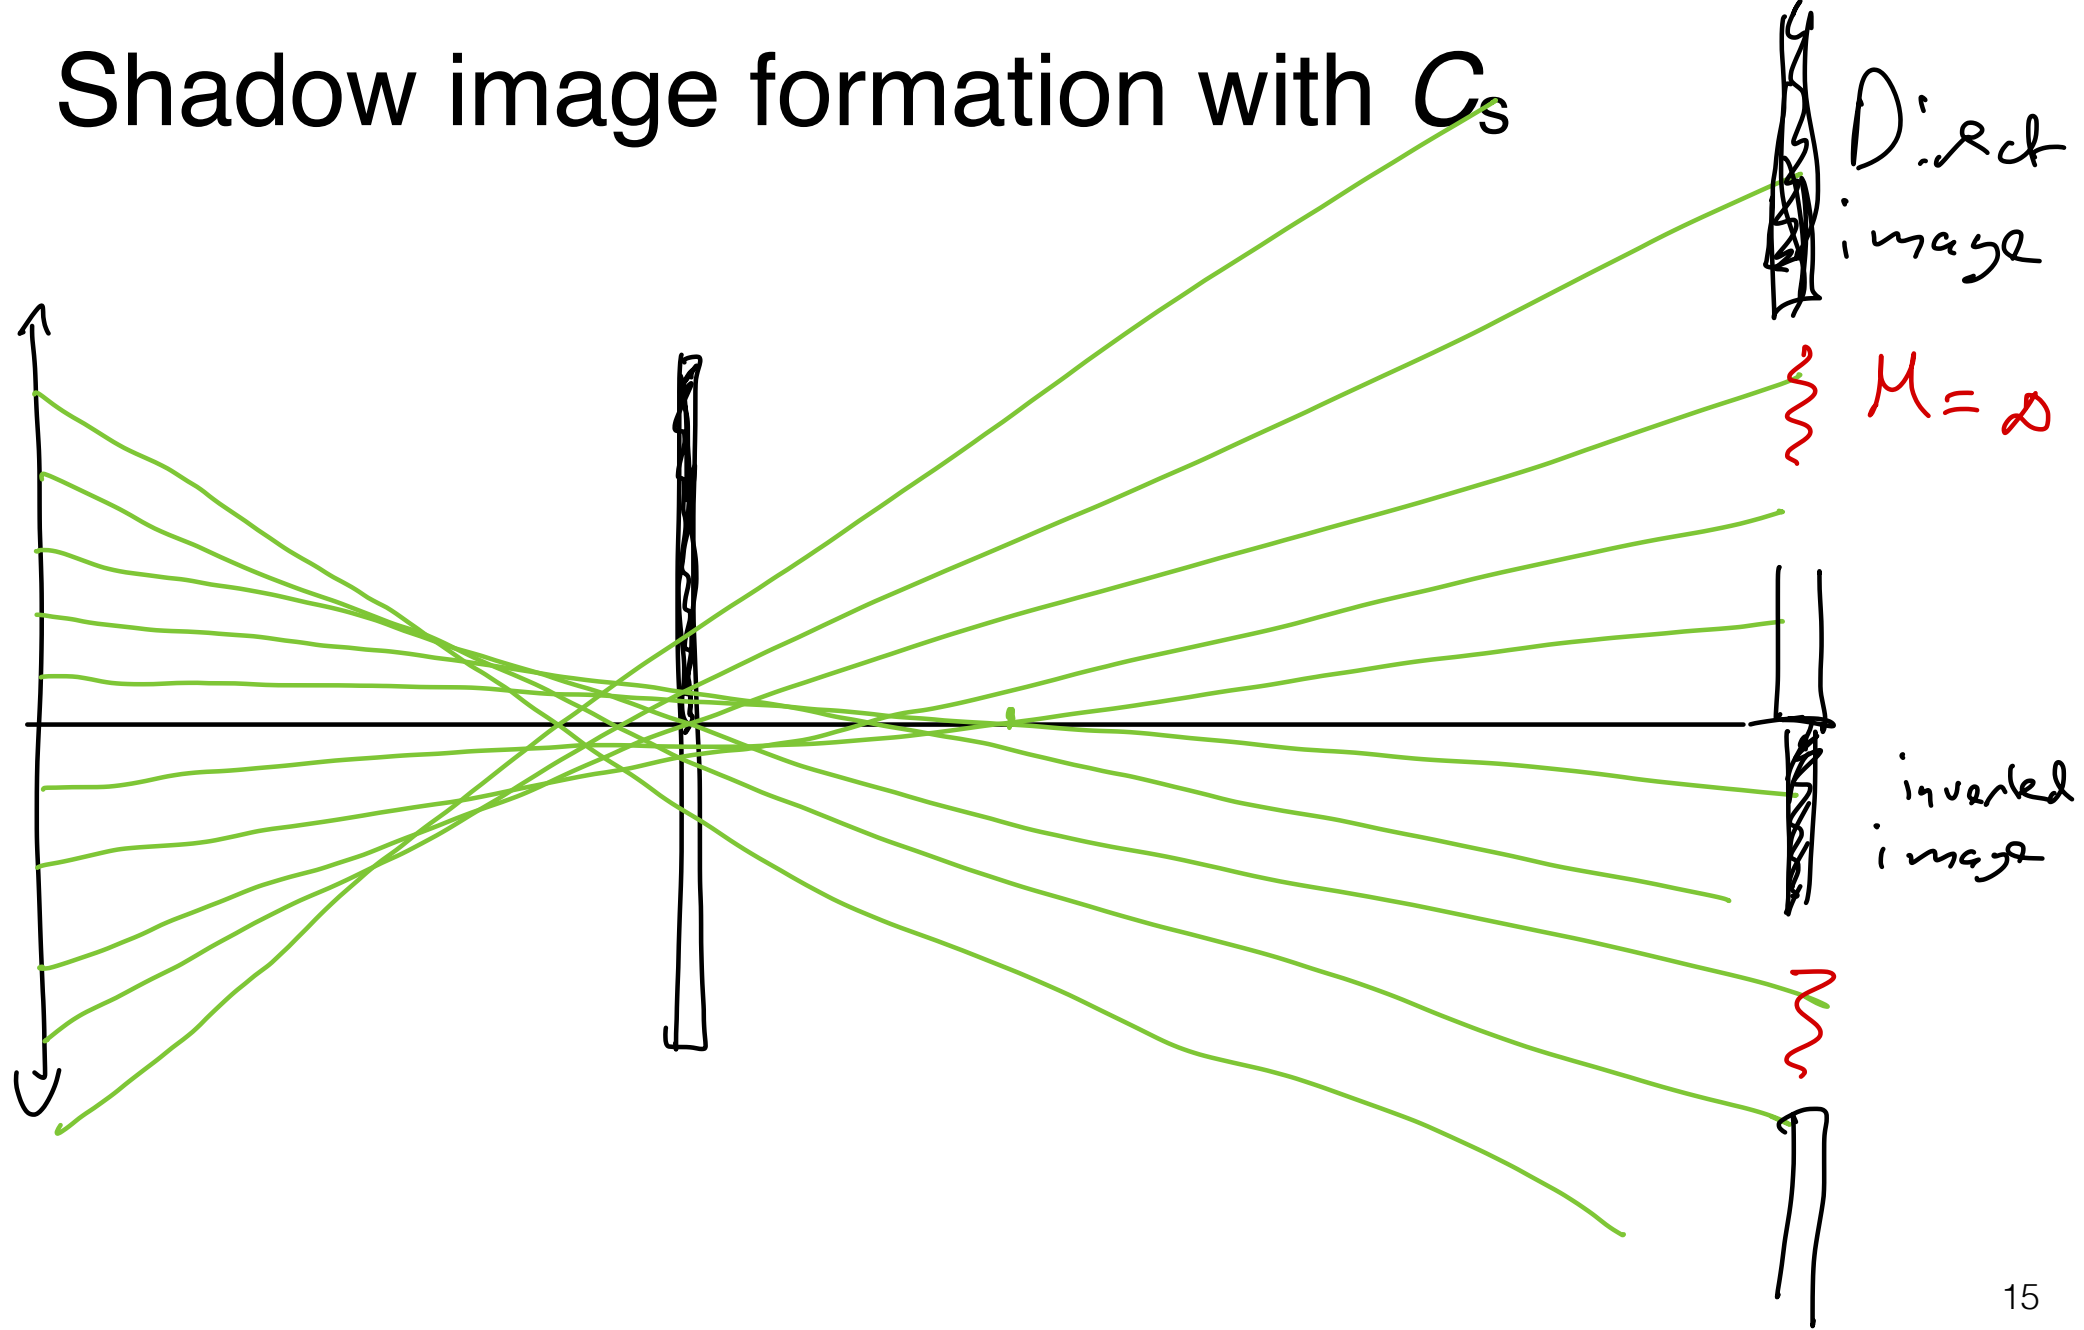 Shadow image formation with Cs
Direct
image
M = ∞
inverted
image
15